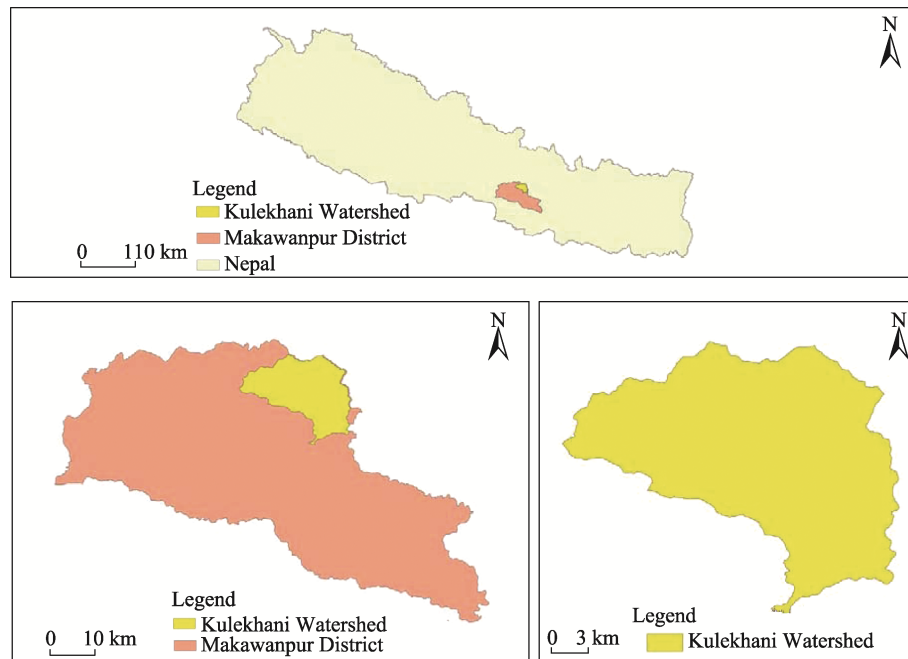 N
Legend
Kulekhani Watershed
Makawanpur District
0 110 km
Nepal
N
Legend
Kulekhani Watershed
0 10 km
Makawanpur District
N
Legend
0 3 km
Kulekhani Watershed